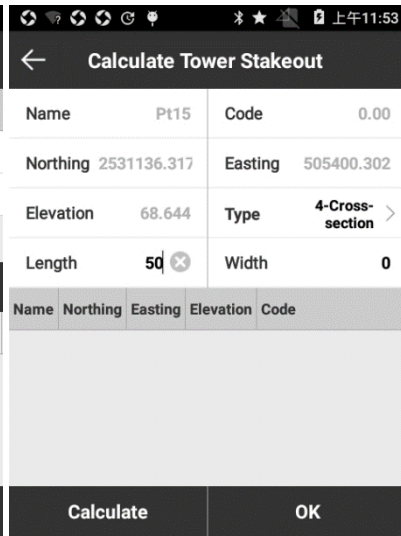 上午11:53
Calculate Tower Stakeout
Name Pt15 Code 0.00
Northing 2531136.317 Easting 505400.302
Elevation 68.644 Type 4-Cross-
section
Length 50 Width 0
Name Northing Easting Elevation Code
Calculate OK